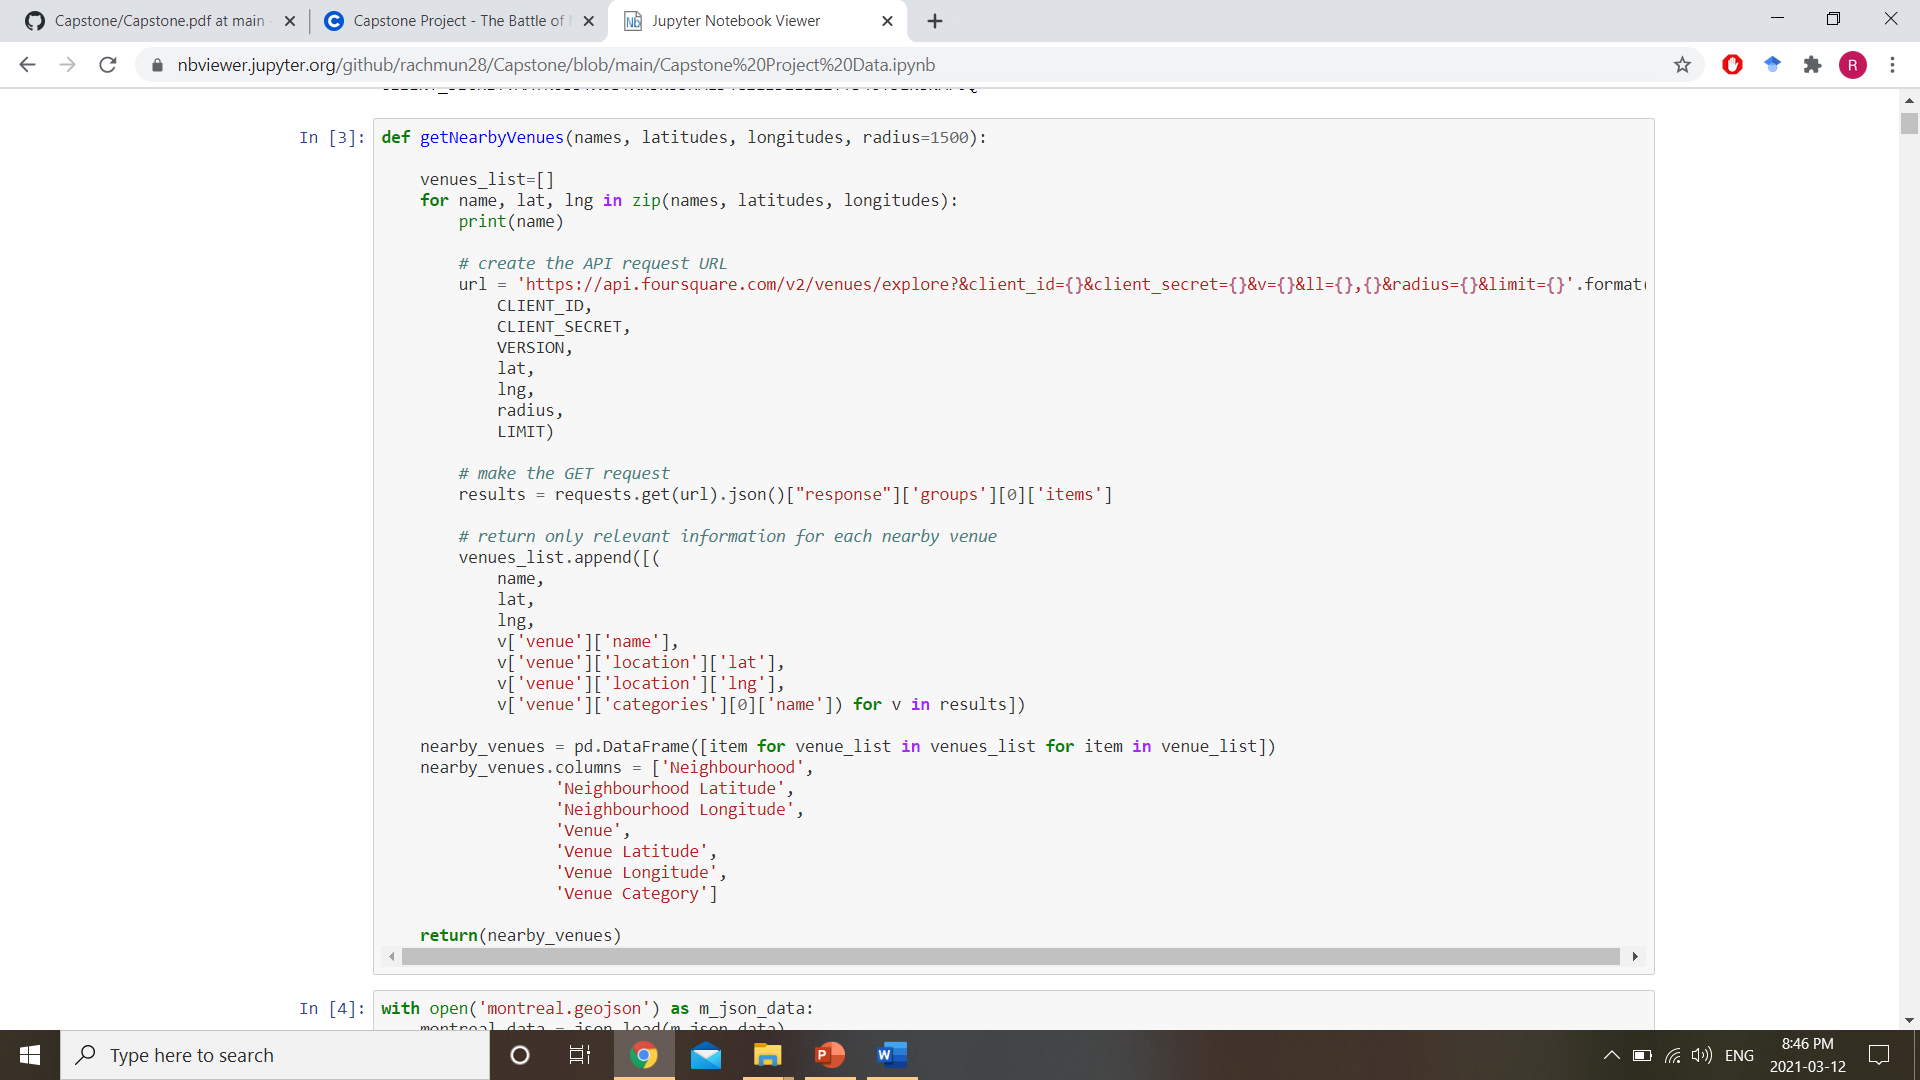 Capstone/Capstone.pdf at main
Capstone Project - The Battle of
Jupyter Notebook Viewer
nbviewer.jupyter.org/github/rachmun28/Capstone/blob/main/Capstone%20Project%20Data.ipynb
R
In [3]:
def getNearbyVenues(names, latitudes, longitudes, radius=1500):
    venues_list=[]
    for name, lat, lng in zip(names, latitudes, longitudes):
        print(name)
        # create the API request URL
        url = 'https://api.foursquare.com/v2/venues/explore?&client_id={}&client_secret={}&v={}&ll={},{}&radius={}&limit={}'.format(
            CLIENT_ID,
            CLIENT_SECRET,
            VERSION,
            lat,
            lng,
            radius,
            LIMIT)
        # make the GET request
        results = requests.get(url).json()["response"]['groups'][0]['items']
        # return only relevant information for each nearby venue
        venues_list.append([(
            name,
            lat,
            lng,
            v['venue']['name'],
            v['venue']['location']['lat'],
            v['venue']['location']['lng'],
            v['venue']['categories'][0]['name']) for v in results])
    nearby_venues = pd.DataFrame([item for venue_list in venues_list for item in venue_list])
    nearby_venues.columns = ['Neighbourhood',
                  'Neighbourhood Latitude',
                  'Neighbourhood Longitude',
                  'Venue',
                  'Venue Latitude',
                  'Venue Longitude',
                  'Venue Category']
    return(nearby_venues)
In [4]:
with open('montreal.geojson') as m_json_data:
    montreal_data = json.load(m_json_data)
Type here to search
ENG
8:46 PM
2021-03-12